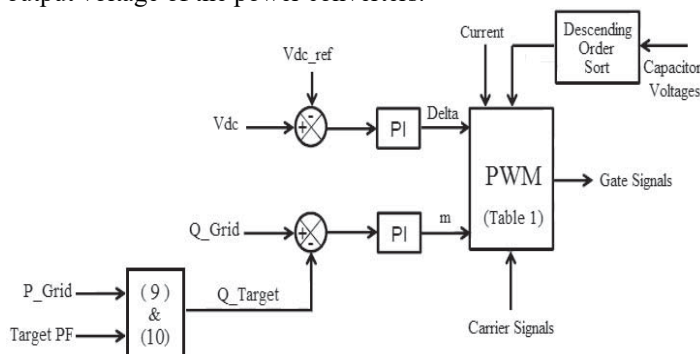 output voltage of the power converters.
Vdc_ref
Current
Descending
Order
Sort
Capacitor
Voltages
Vdc
+
-
PI
Delta
PWM
(Table 1)
Gate Signals
Q_Grid
+
-
PI
m
P_Grid
Target PF
( 9 )
&
(10)
Q_Target
Carrier Signals